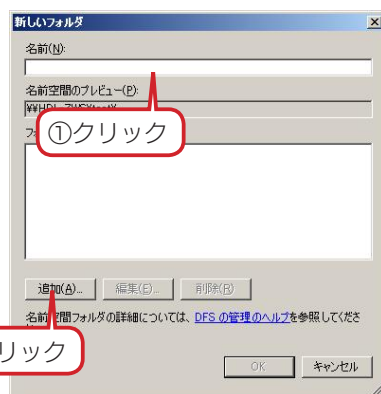 新しいフォルダ
名前(N):
名前空間のプレビュー(P):
①クリック
追加(A)...
編集(E)...
削除(R)
名前空間フォルダの詳細については、DFS の管理のヘルプを参照してくださ
リック
OK
キャンセル